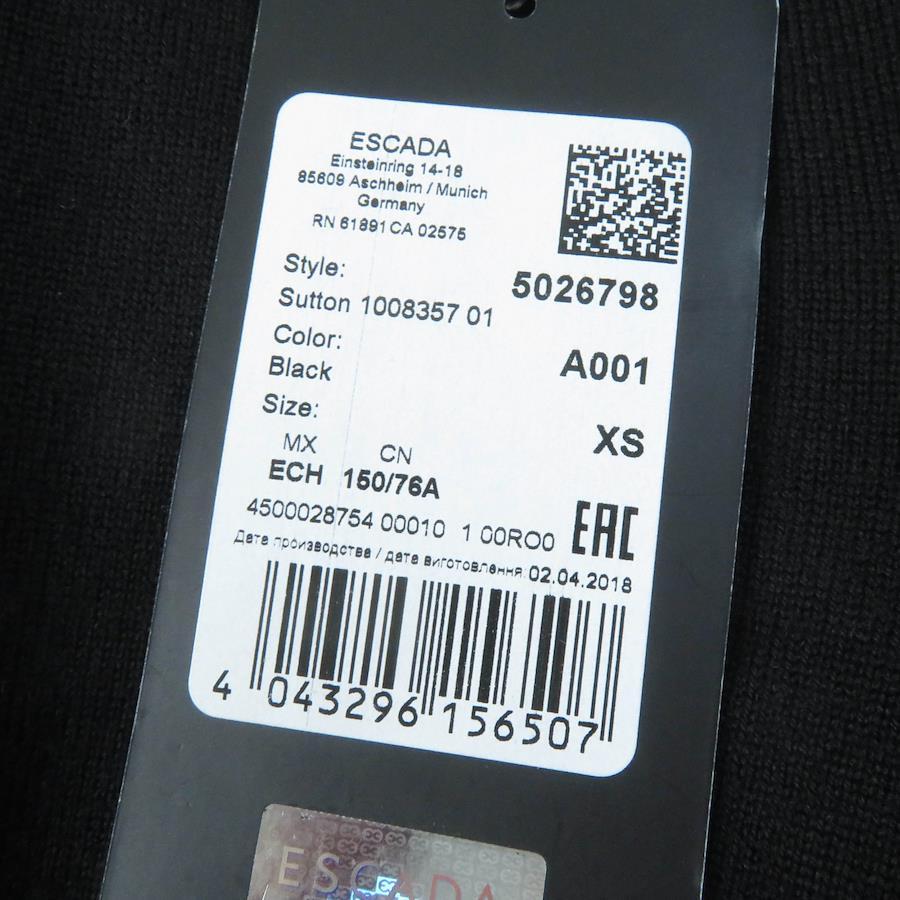 ESCADA
Einsteinring 14-18
85609 Aschheim / Munich
Germany
RN 61891 CA 02575
Style:
5026798
Sutton 1008357 01
Color:
A001
Black
Size:
XS
MX CN
ECH 150/76A
4500028754 00010 1 00RO0
EAC
Дата производства / дата виготовлення: 02.04.2018
4 043296 156507
ESCADA